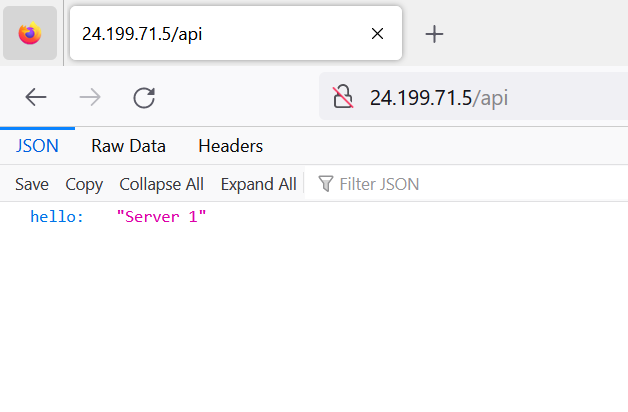 24.199.71.5/api
24.199.71.5/api
JSON Raw Data Headers
Save Copy Collapse All Expand All Filter JSON
hello: "Server 1"